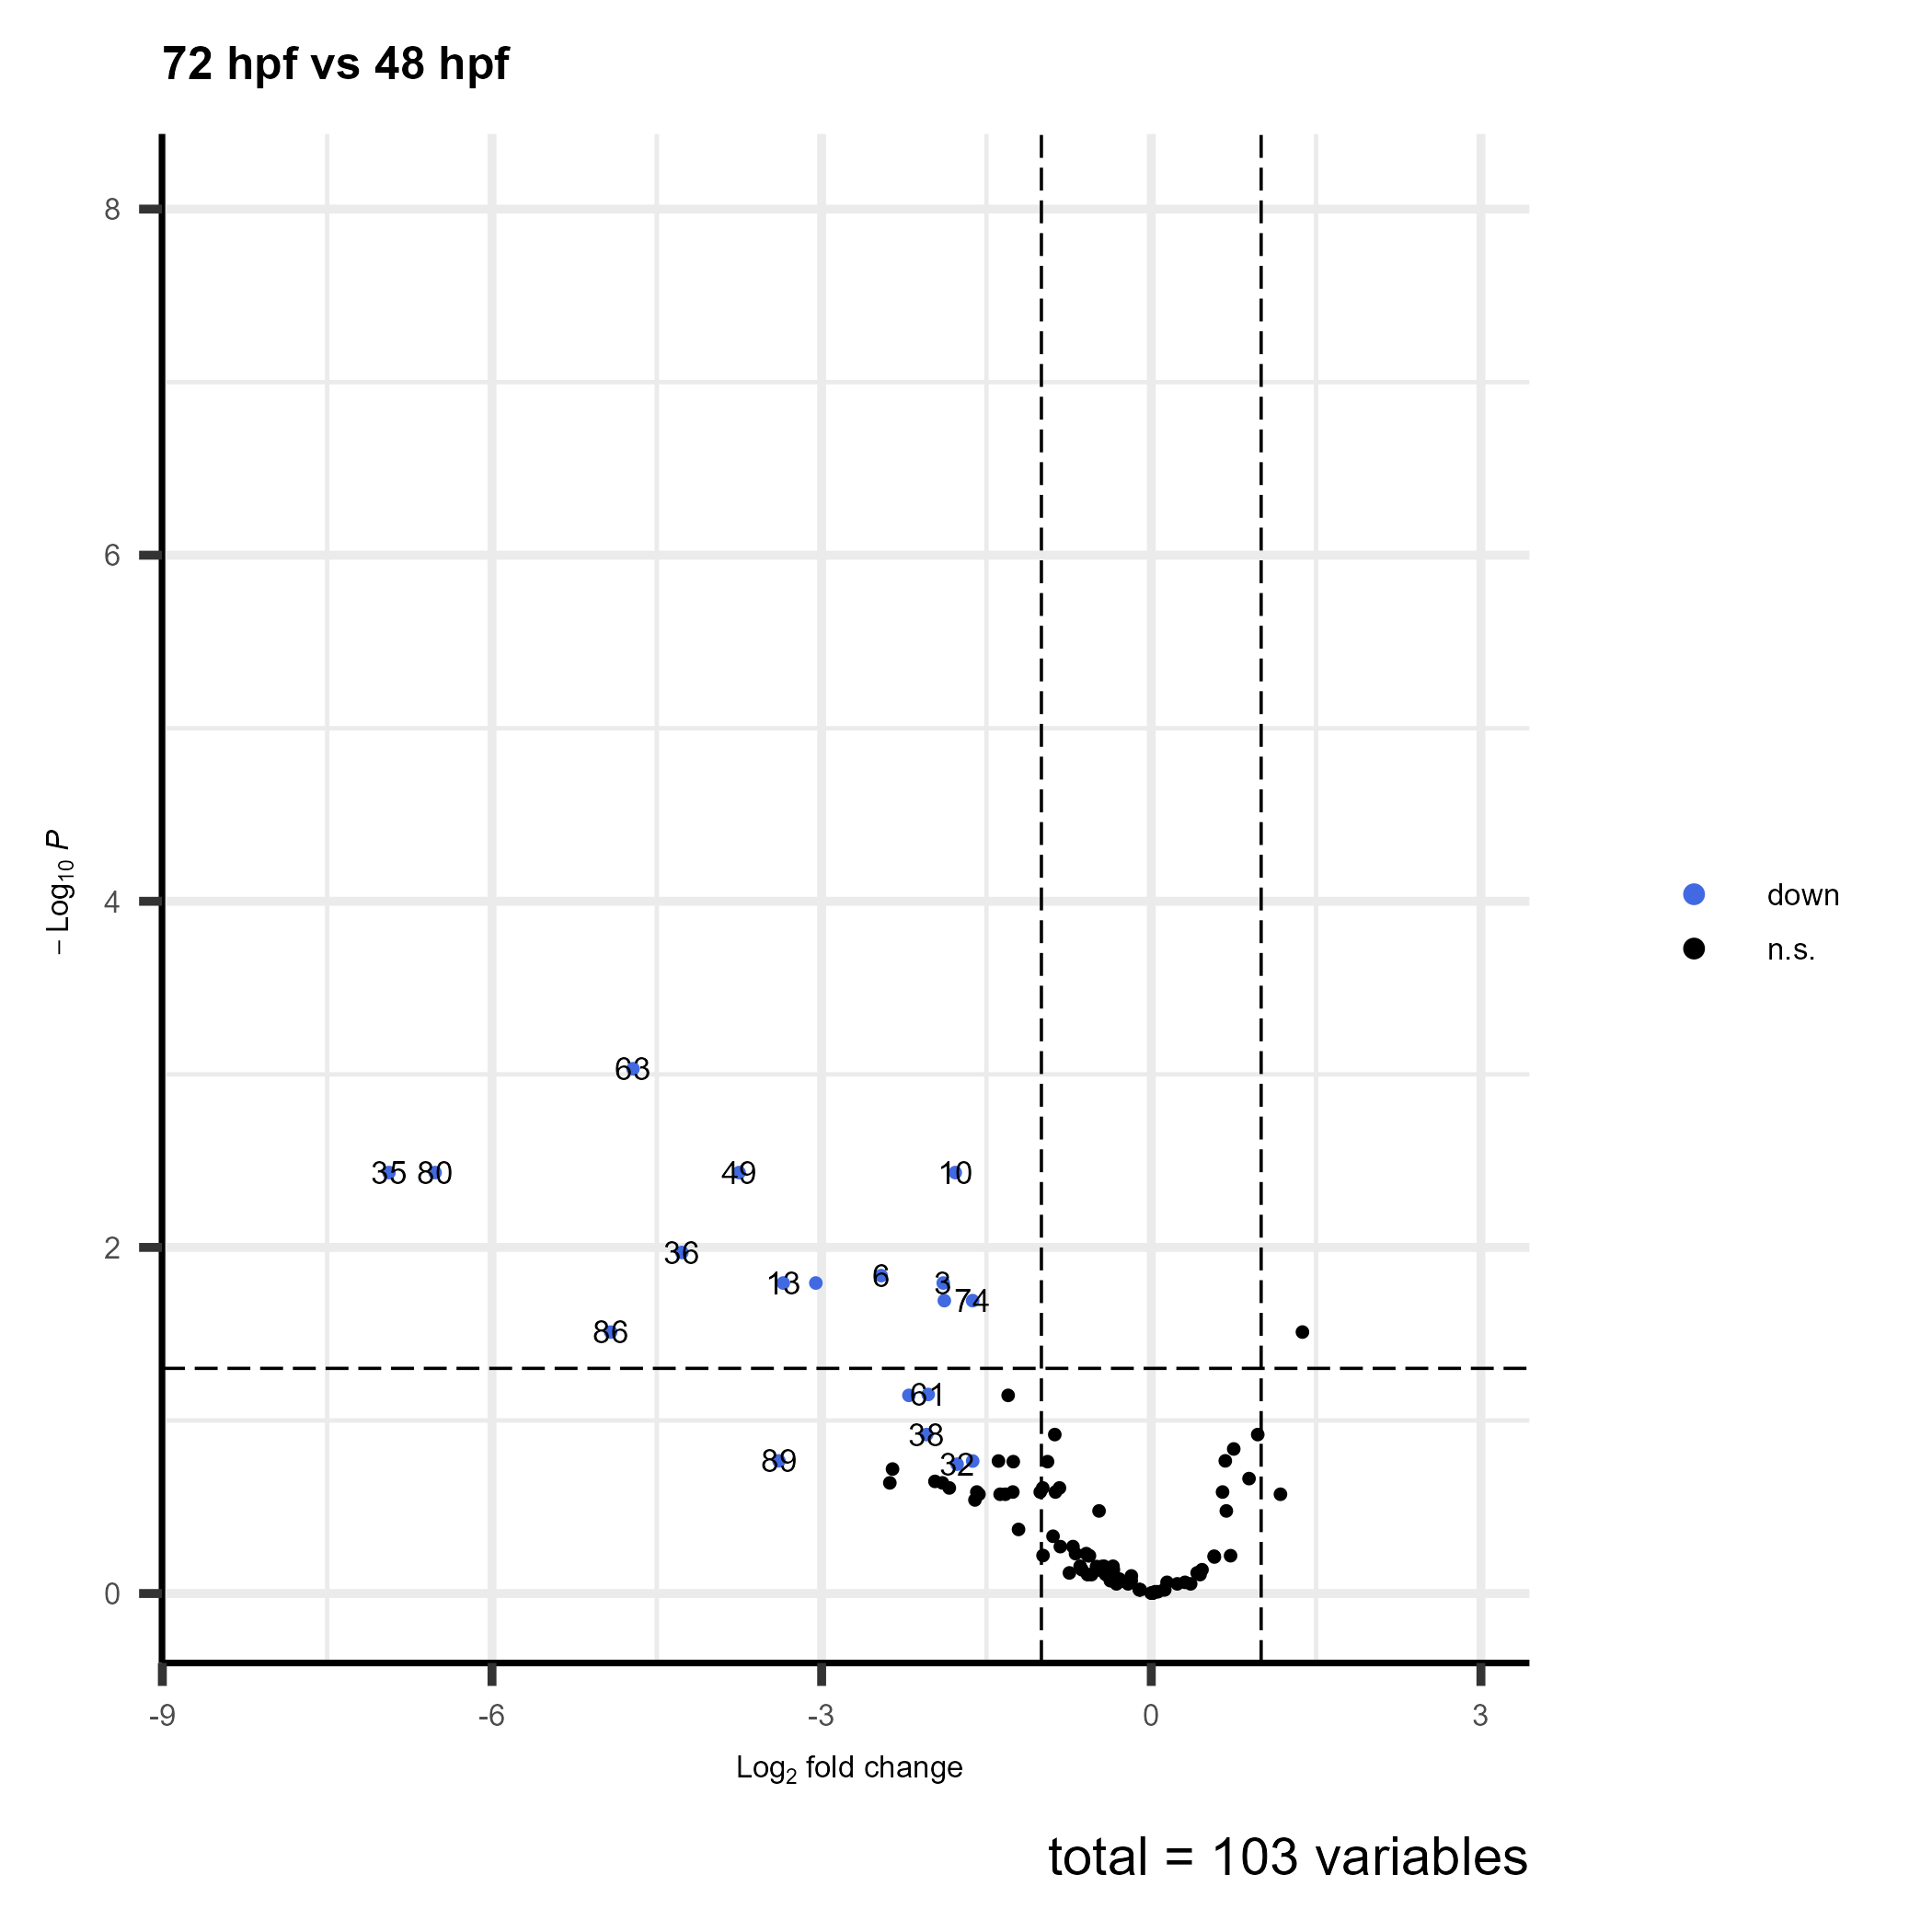 72 hpf vs 48 hpf
8
6
4
2
0
− Log10 P
63
35 80 49 10
36
13 6 3
74
86
61
38
89 32
down
n.s.
-9 -6 -3 0 3
Log2 fold change
total = 103 variables